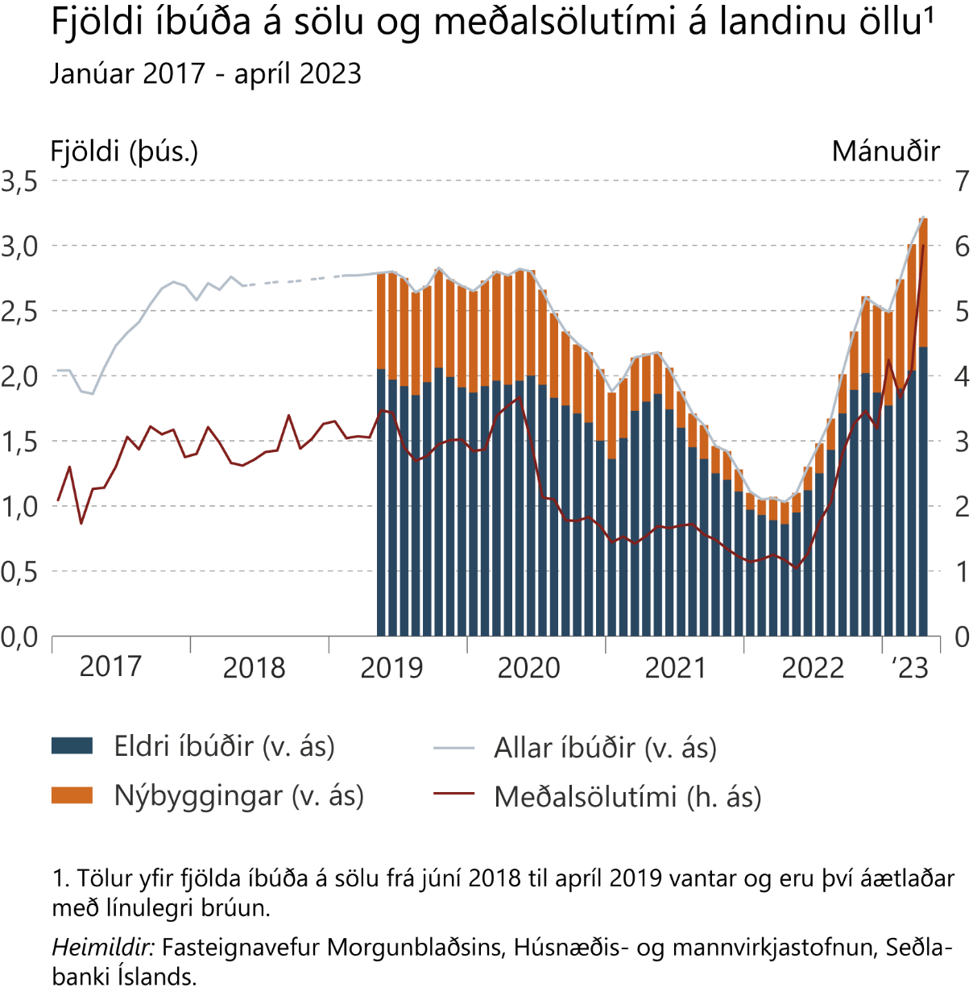 Fjöldi íbúða á sölu og meðalsölutími á landinu öllu¹
Janúar 2017 - apríl 2023
Fjöldi (þús.) Mánuðir
3,5 7
3,0 6
2,5 5
2,0 4
1,5 3
1,0 2
0,5 1
0,0 0
2017 2018 2019 2020 2021 2022 ‘23
Eldri íbúðir (v. ás) Allar íbúðir (v. ás)
Nýbyggingar (v. ás) Meðalsölutími (h. ás)
1. Tölur yfir fjölda íbúða á sölu frá júní 2018 til apríl 2019 vantar og eru því áætlaðar
með línulegri brúun.
Heimildir: Fasteignavefur Morgunblaðsins, Húsnæðis- og mannvirkjastofnun, Seðla-
banki Íslands.